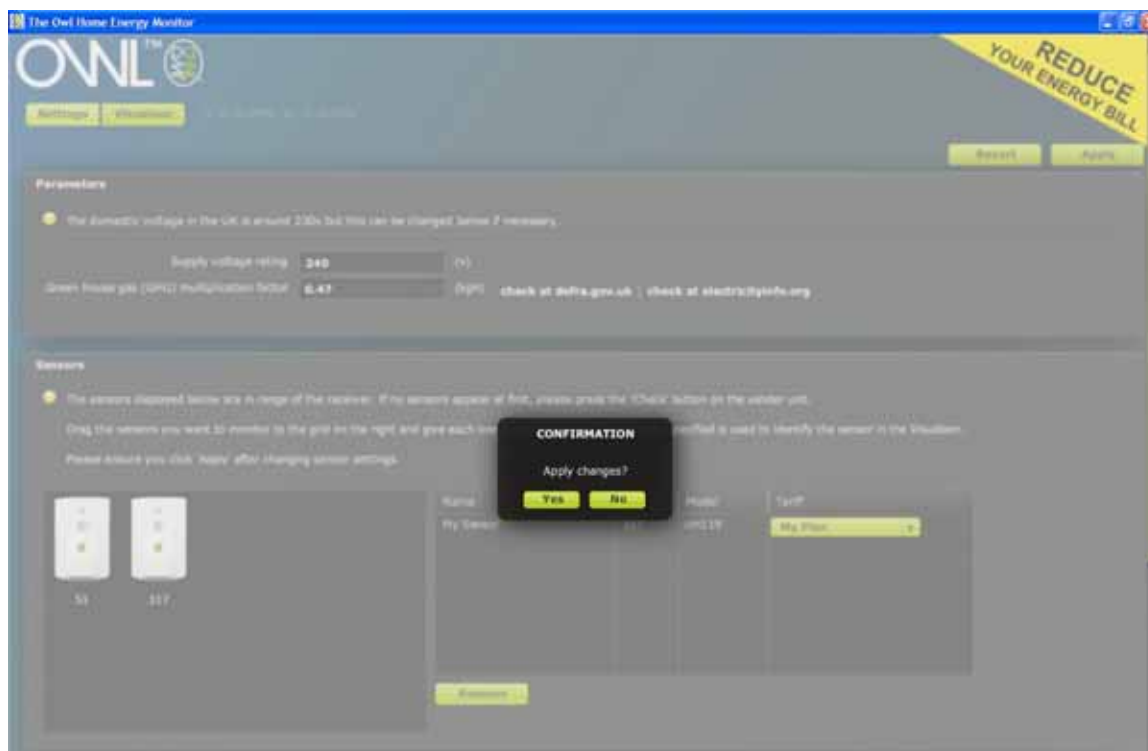 The Owl Home Energy Monitor
OWL™
REDUCE
YOUR ENERGY BILL
Settings Visualiser
Revert Apply
Parameters
The domestic voltage in the UK is around 230v but this can be changed below if necessary.
Supply voltage rating 240 (v)
Green house gas (GHG) multiplication factor 0.47 (kgs) check at defra.gov.uk | check at electricityinfo.org
Sensors
The sensors displayed below are in range of the receiver. If no sensors appear at first, please press the 'Check' button on the sender unit.
Drag the sensors you want to monitor to the grid on the right and give each is used to identify the sensor in the Visualiser.
Please ensure you click 'Apply' after changing sensor settings.
CONFIRMATION
Apply changes?
Yes No
Name Model Tariff
My Sensor cm119 My Plan
Remove